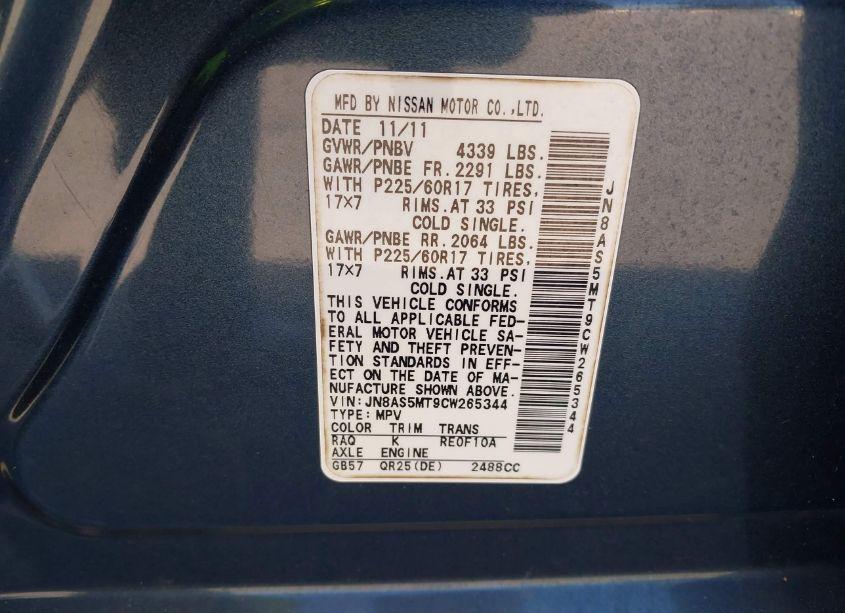 MFD BY NISSAN MOTOR CO.,LTD.
DATE 11/11
GVWR/PNBV 4339 LBS.
GAWR/PNBE FR. 2291 LBS.
WITH P225/60R17 TIRES,
17×7 RIMS. AT 33 PSI
COLD SINGLE.
GAWR/PNBE RR. 2064 LBS.
WITH P225/60R17 TIRES,
17×7 RIMS. AT 33 PSI
COLD SINGLE.
THIS VEHICLE CONFORMS
TO ALL APPLICABLE FED-
ERAL MOTOR VEHICLE SA-
FETY AND THEFT PREVEN-
TION STANDARDS IN EFF-
ECT ON THE DATE OF MA-
NUFACTURE SHOWN ABOVE.
VIN: JN8AS5MT9CW265344
TYPE: MPV
COLOR TRIM TRANS
RAQ K RE0F10A
AXLE ENGINE
GB57 QR25(DE) 2488CC
JN8AS5MT9CW265344